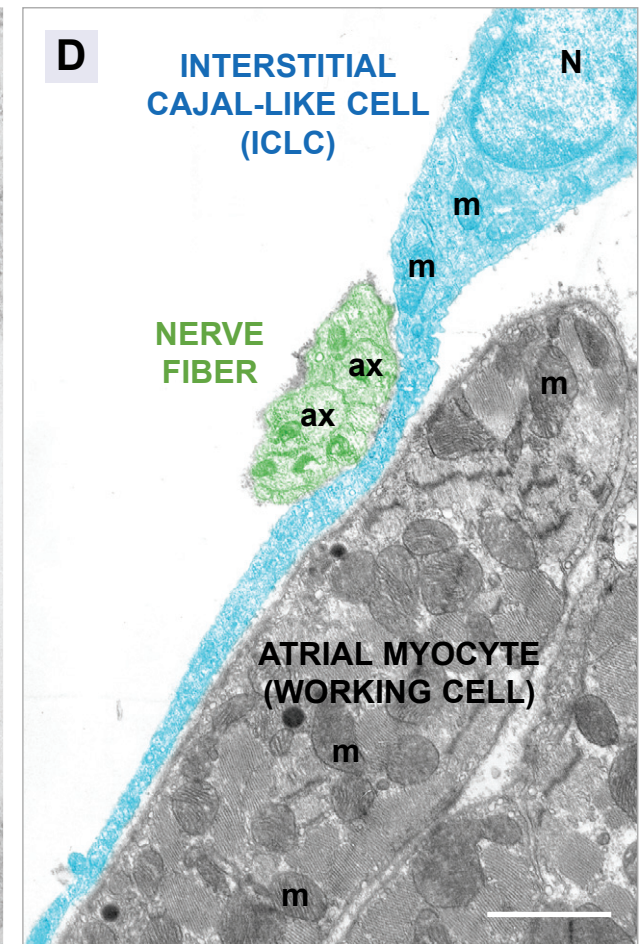 D
INTERSTITIAL
CAJAL-LIKE CELL
(ICLC)
N
m
m
NERVE
FIBER
ax
ax
m
ATRIAL MYOCYTE
(WORKING CELL)
m
m